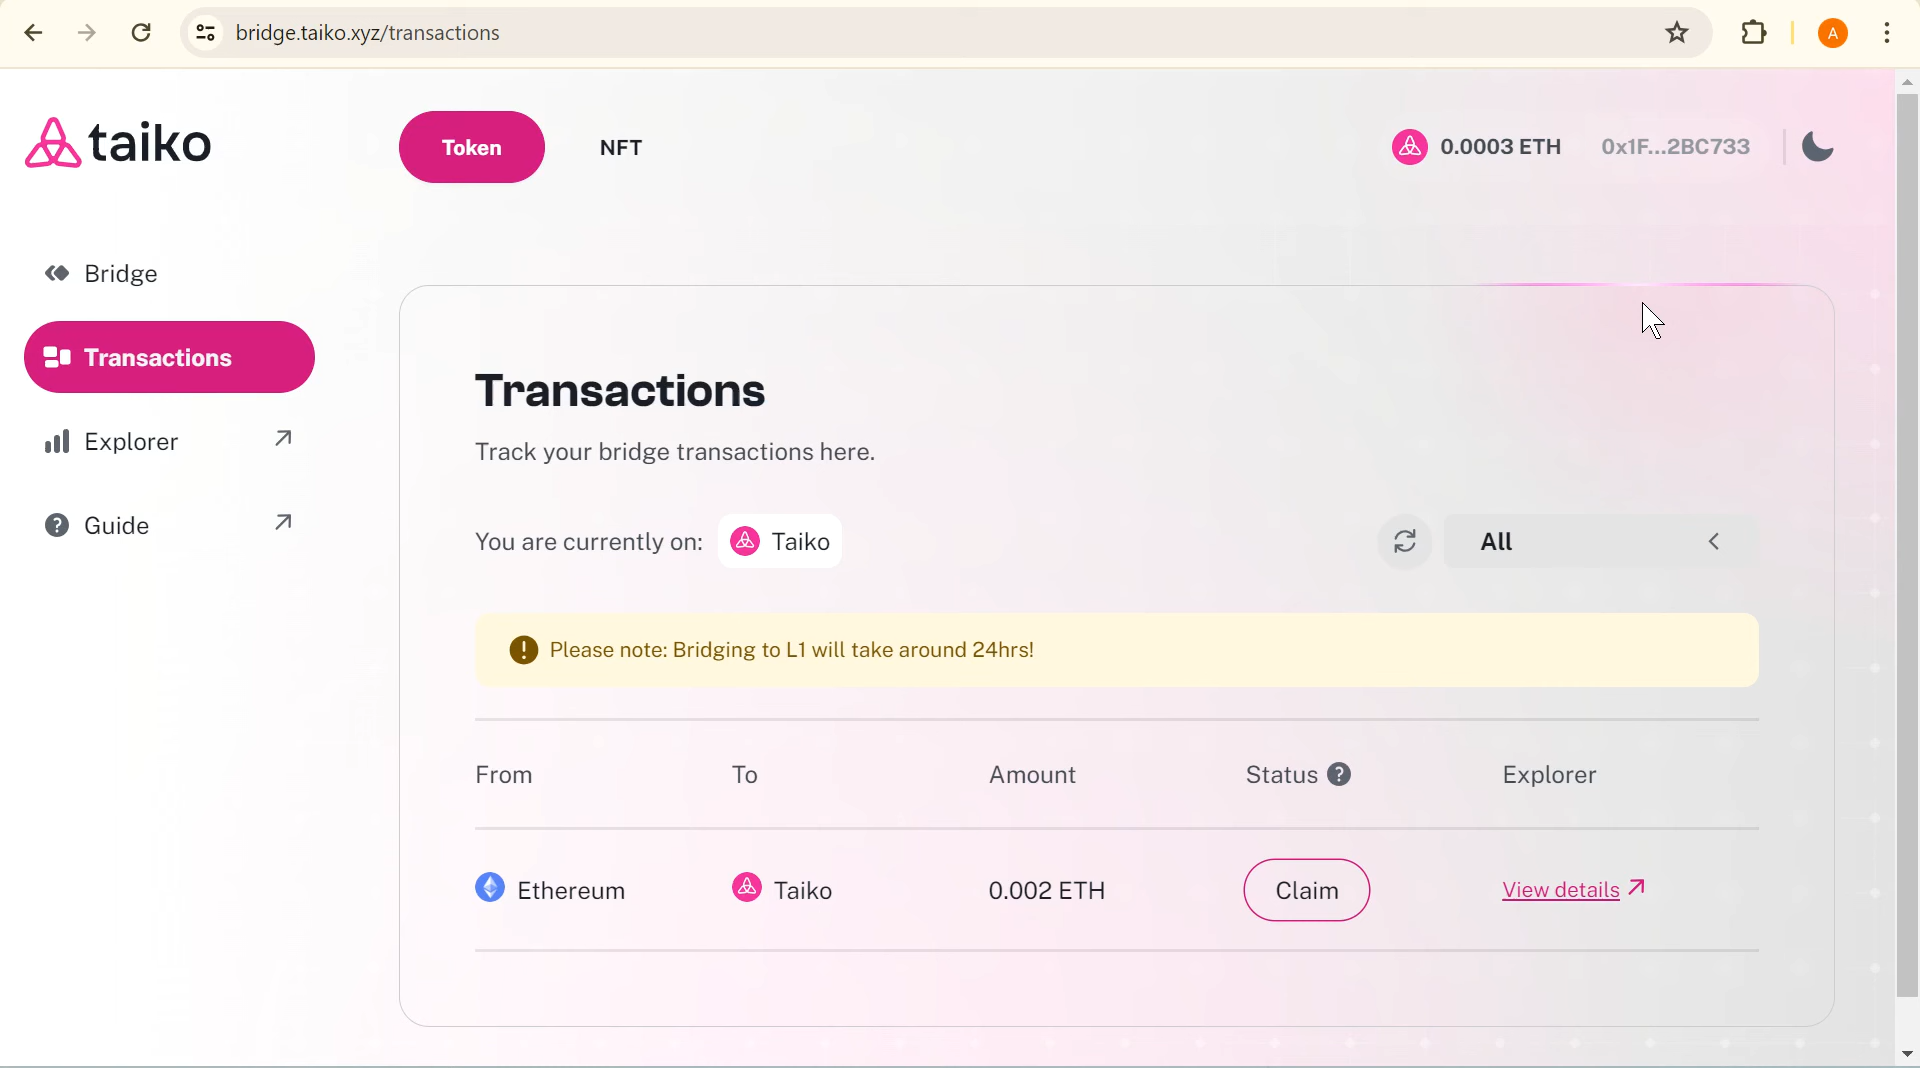 bridge.taiko.xyz/transactions
A
taiko
Token
NFT
0.0003 ETH
0x1F...2BC733
Bridge
Transactions
Explorer
Guide
Transactions
Track your bridge transactions here.
You are currently on: Taiko
All
Please note: Bridging to L1 will take around 24hrs!
From To Amount Status Explorer
Ethereum Taiko 0.002 ETH Claim View details